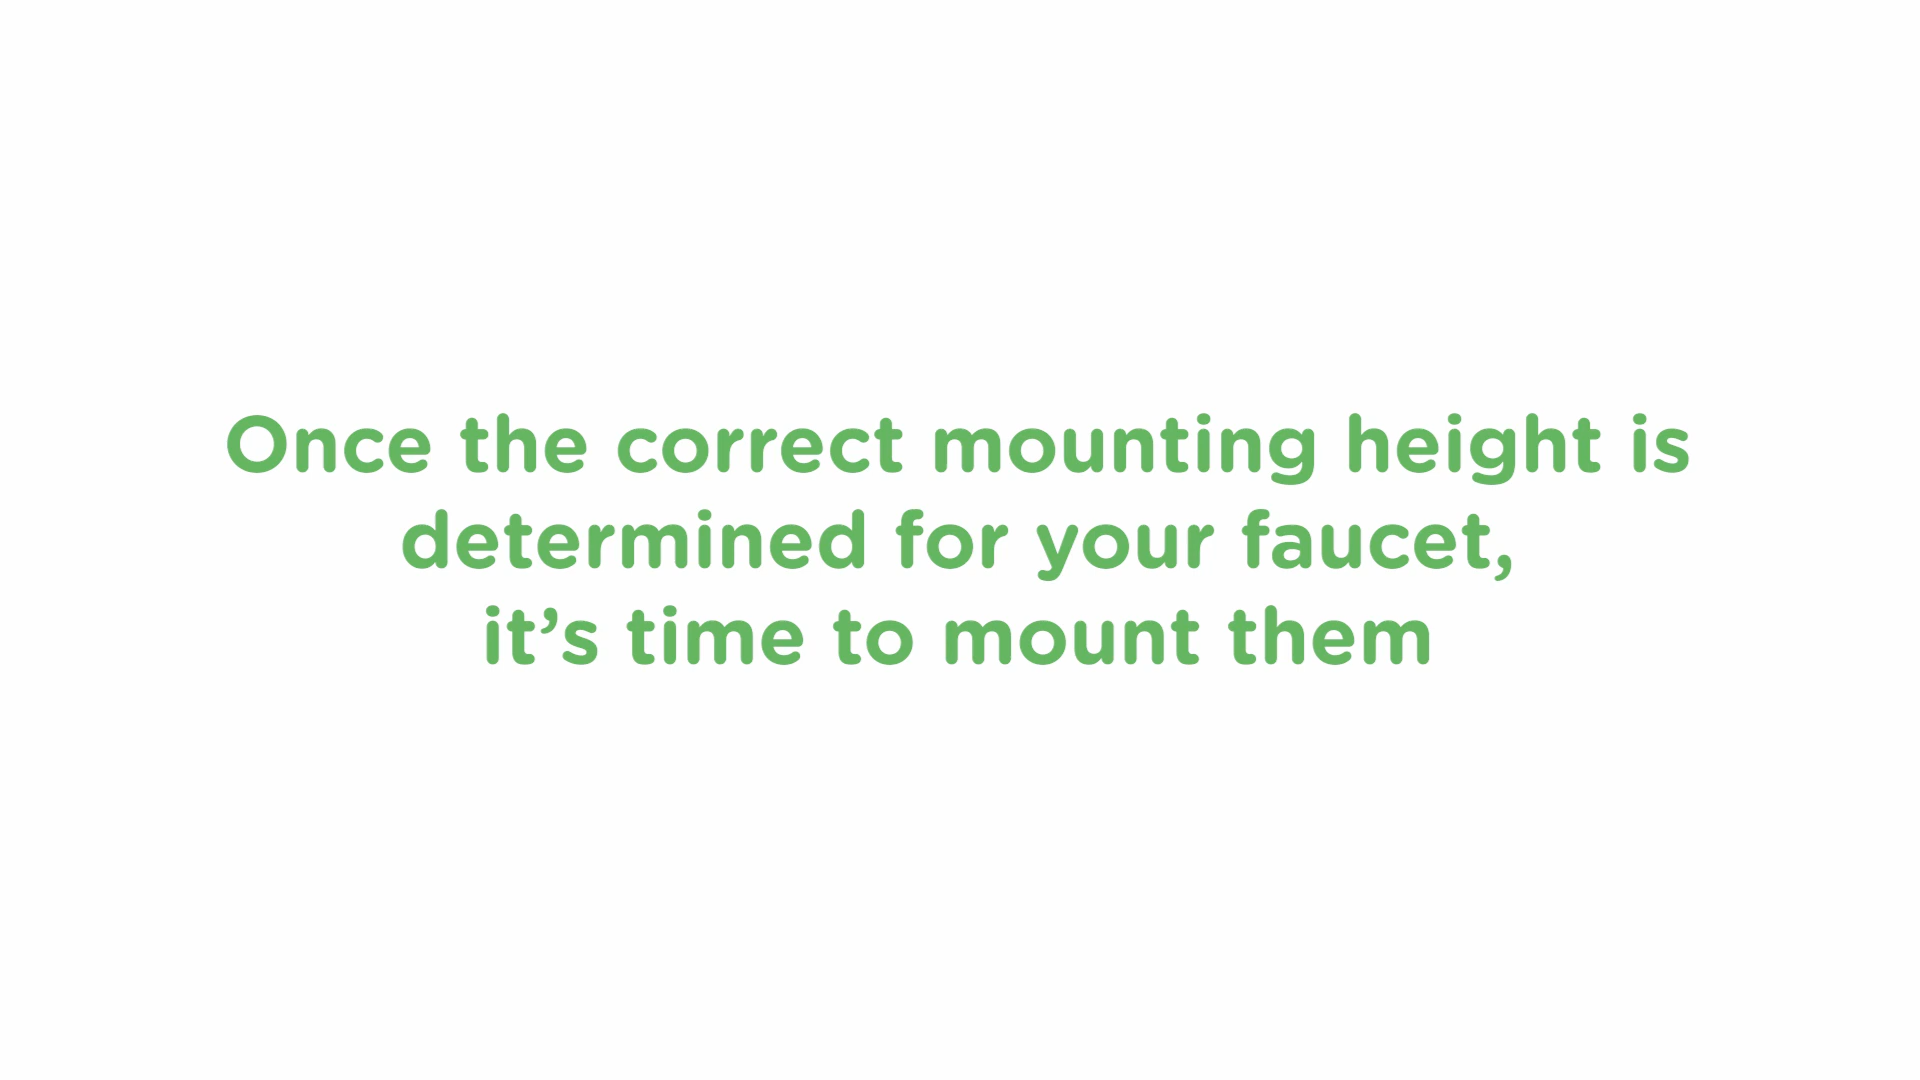 Once the correct mounting height is
determined for your faucet,
it’s time to mount them